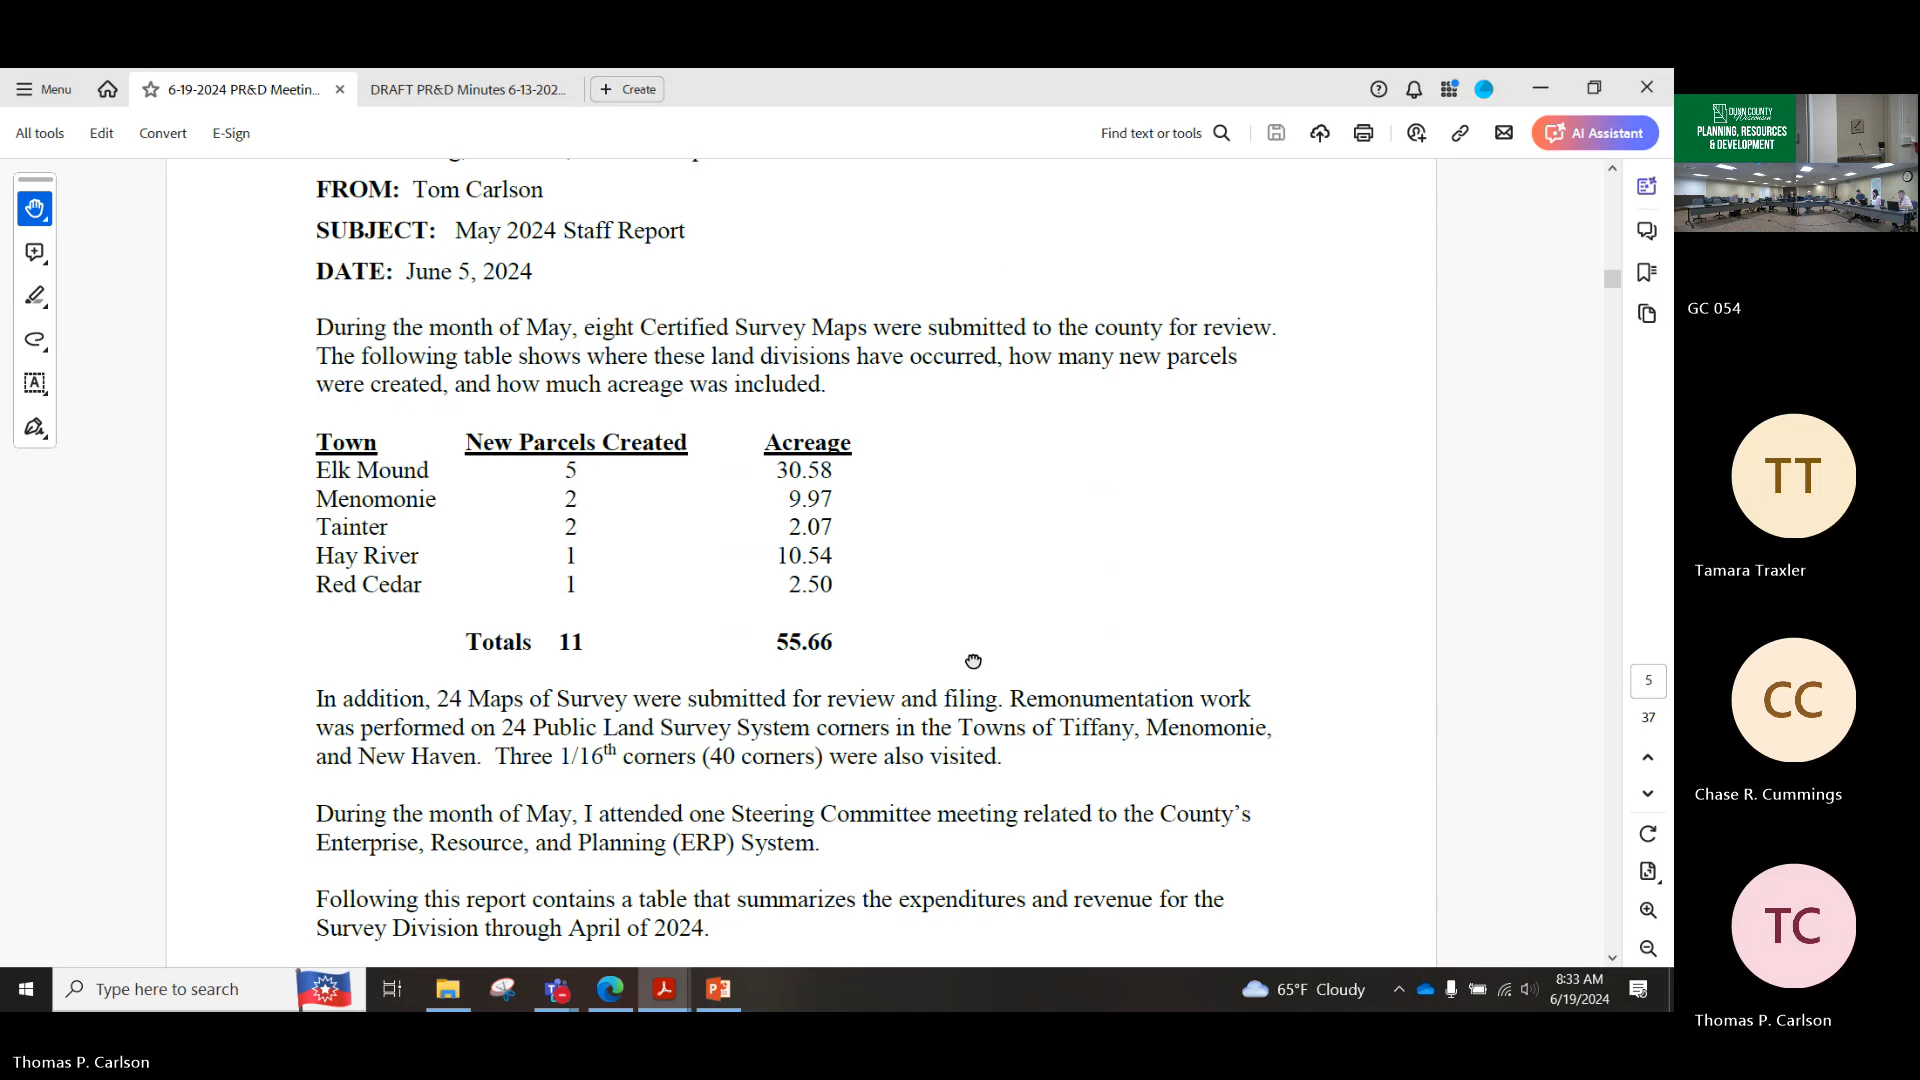 Menu
6-19-2024 PR&D Meetin...
DRAFT PR&D Minutes 6-13-202...
Create
All tools
Edit
Convert
E-Sign
Find text or tools
AI Assistant
FROM: Tom Carlson
SUBJECT: May 2024 Staff Report
DATE: June 5, 2024
During the month of May, eight Certified Survey Maps were submitted to the county for review.
The following table shows where these land divisions have occurred, how many new parcels
were created, and how much acreage was included.
Town New Parcels Created Acreage
Elk Mound 5 30.58
Menomonie 2 9.97
Tainter 2 2.07
Hay River 1 10.54
Red Cedar 1 2.50
Totals 11 55.66
In addition, 24 Maps of Survey were submitted for review and filing. Remonumentation work
was performed on 24 Public Land Survey System corners in the Towns of Tiffany, Menomonie,
and New Haven. Three 1/16th corners (40 corners) were also visited.
During the month of May, I attended one Steering Committee meeting related to the County's
Enterprise, Resource, and Planning (ERP) System.
Following this report contains a table that summarizes the expenditures and revenue for the
Survey Division through April of 2024.
5
37
Type here to search
65°F Cloudy
8:33 AM
6/19/2024
DUNN COUNTY
Wisconsin
PLANNING, RESOURCES
& DEVELOPMENT
GC 054
TT
Tamara Traxler
CC
Chase R. Cummings
TC
Thomas P. Carlson
Thomas P. Carlson